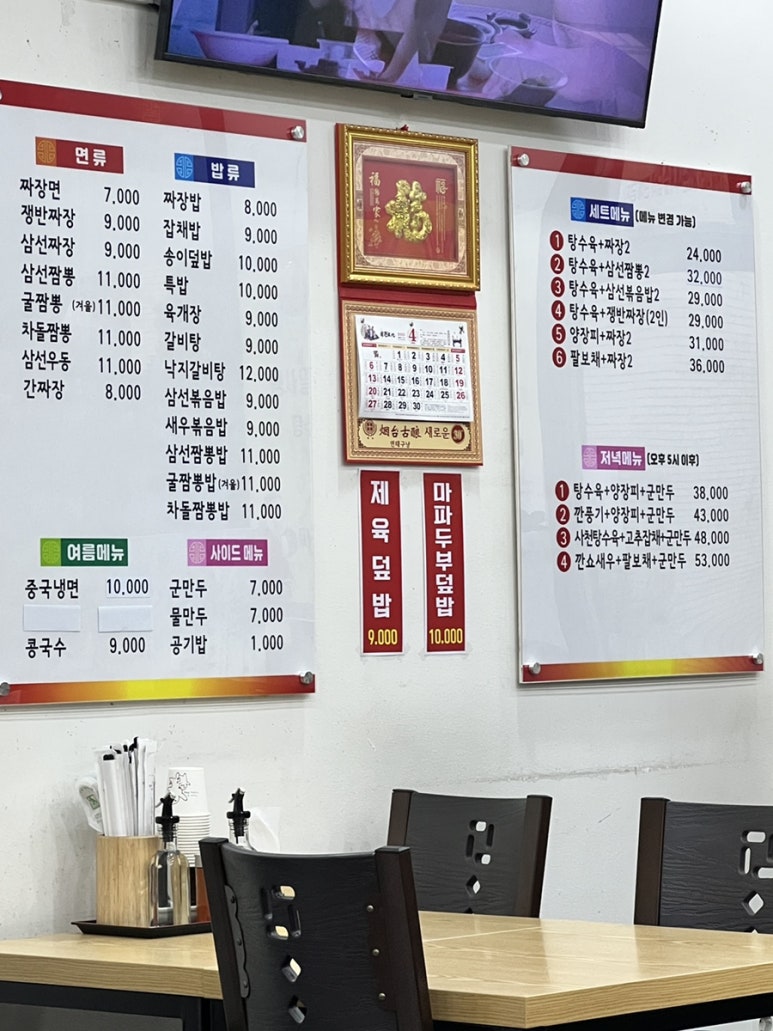 면류
짜장면 7,000
쟁반짜장 9,000
삼선짜장 9,000
삼선짬뽕 11,000
굴짬뽕 (겨울) 11,000
차돌짬뽕 11,000
삼선우동 11,000
간짜장 8,000
밥류
짜장밥 8,000
잡채밥 9,000
송이덮밥 10,000
특밥 10,000
육개장 9,000
갈비탕 9,000
낙지갈비탕 12,000
삼선볶음밥 9,000
새우볶음밥 9,000
삼선짬뽕밥 11,000
굴짬뽕밥 (겨울) 11,000
차돌짬뽕밥 11,000
여름메뉴
중국냉면 10,000
콩국수 9,000
사이드 메뉴
군만두 7,000
물만두 7,000
공기밥 1,000
福
龍
4
1 2 3 4 5
6 7 8 9 10 11 12
13 14 15 16 17 18 19
20 21 22 23 24 25 26
27 28 29 30
烟台古釀 새로운
연태구냥
제육덮밥
9.000
마파두부덮밥
10.000
세트메뉴 (메뉴 변경 가능)
1 탕수육+짜장2 24,000
2 탕수육+삼선짬뽕2 32,000
3 탕수육+삼선볶음밥2 29,000
4 탕수육+쟁반짜장(2인) 29,000
5 양장피+짜장2 31,000
6 팔보채+짜장2 36,000
저녁메뉴 (오후 5시 이후)
1 탕수육+양장피+군만두 38,000
2 깐풍기+양장피+군만두 43,000
3 사천탕수육+고추잡채+군만두 48,000
4 깐쇼새우+팔보채+군만두 53,000